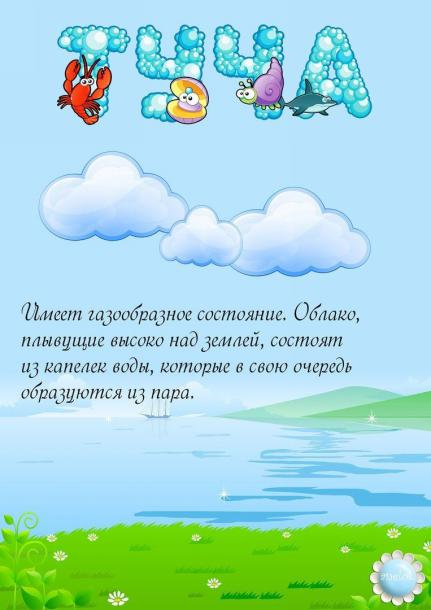 ТУЧА
Имеет газообразное состояние. Облако,
плывущие высоко над землей, состоят
из капелек воды, которые в свою очередь
образуются из пара.